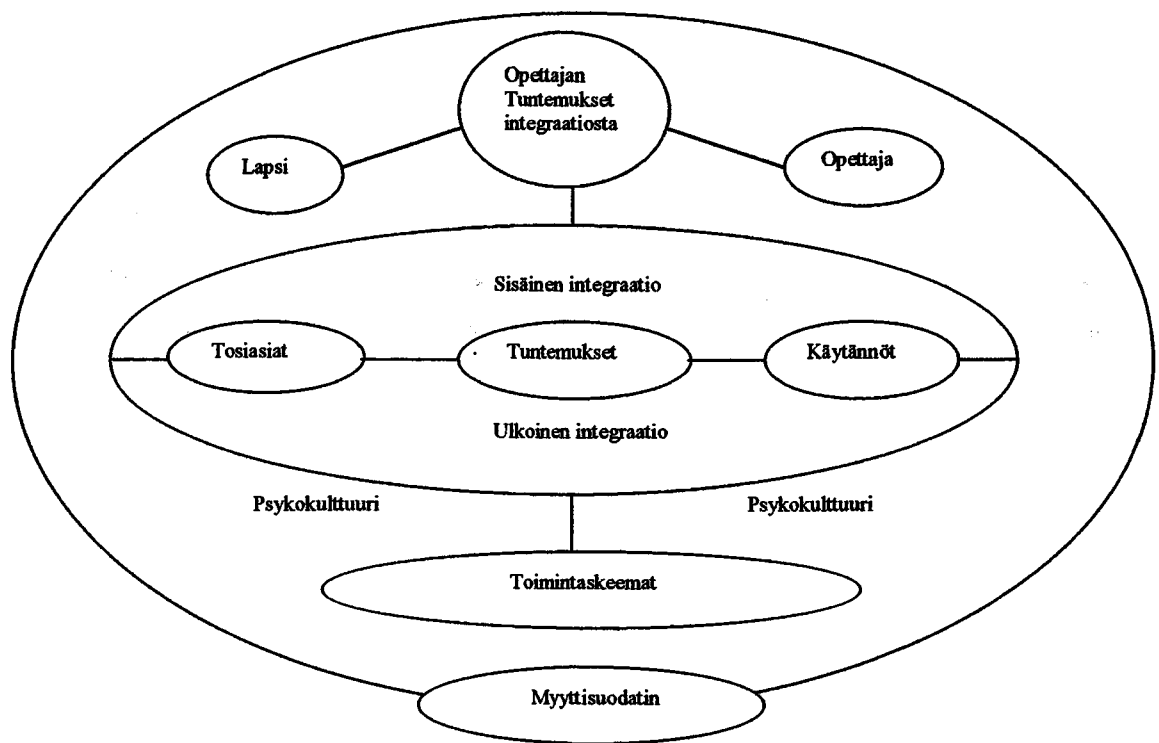 Opettajan
Tuntemukset
integraatiosta
Lapsi
Opettaja
Sisäinen integraatio
Tosiasiat
Tuntemukset
Käytännöt
Ulkoinen integraatio
Psykokulttuuri
Psykokulttuuri
Toimintaskeemat
Myyttisuodatin